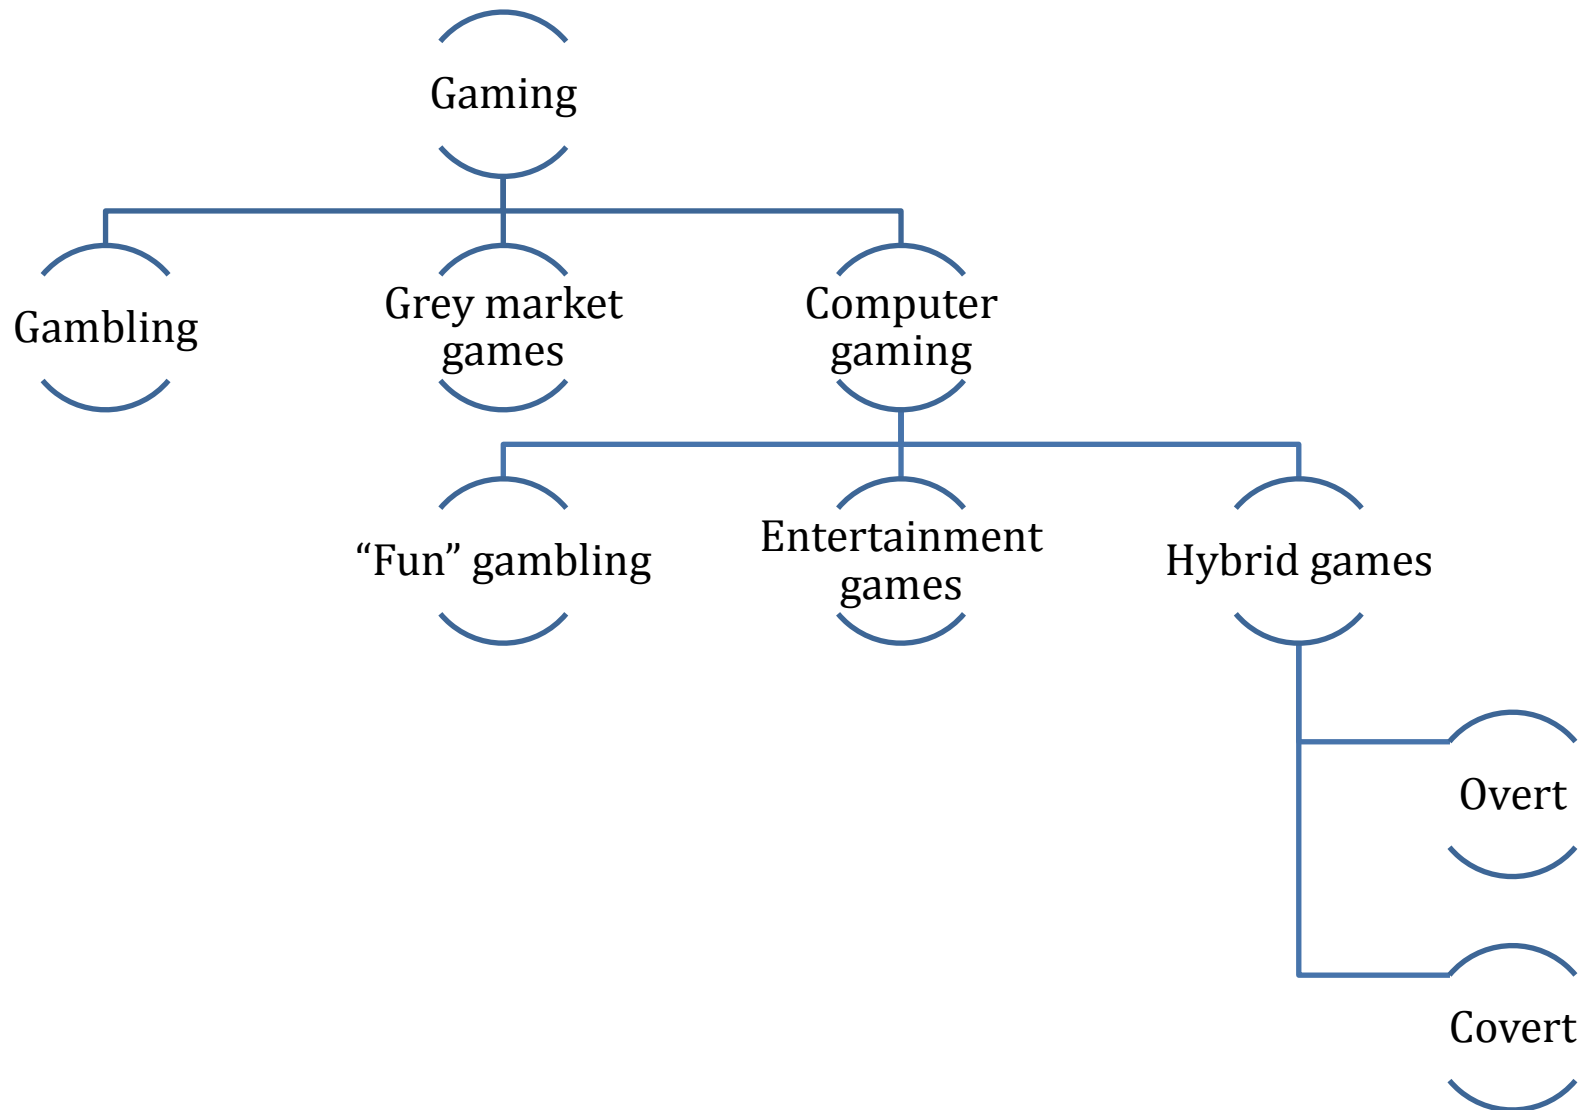 Gaming
Gambling
Grey market
games
Computer
gaming
“Fun” gambling
Entertainment
games
Hybrid games
Overt
Covert